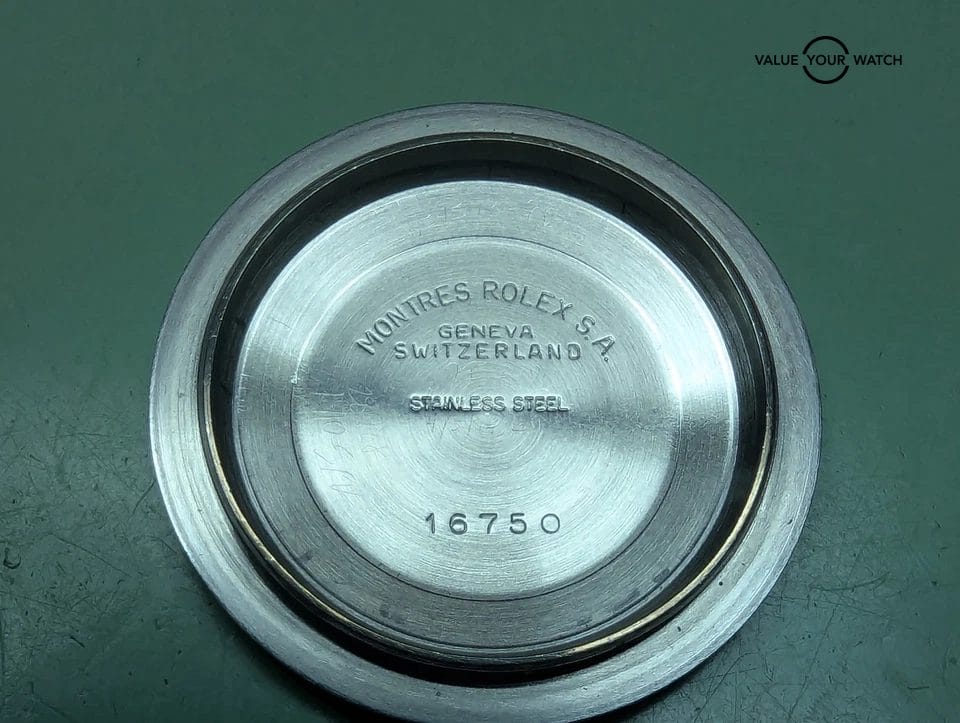 VALUE YOUR WATCH
MONTRES ROLEX S.A.
GENEVA
SWITZERLAND
STAINLESS STEEL
16750